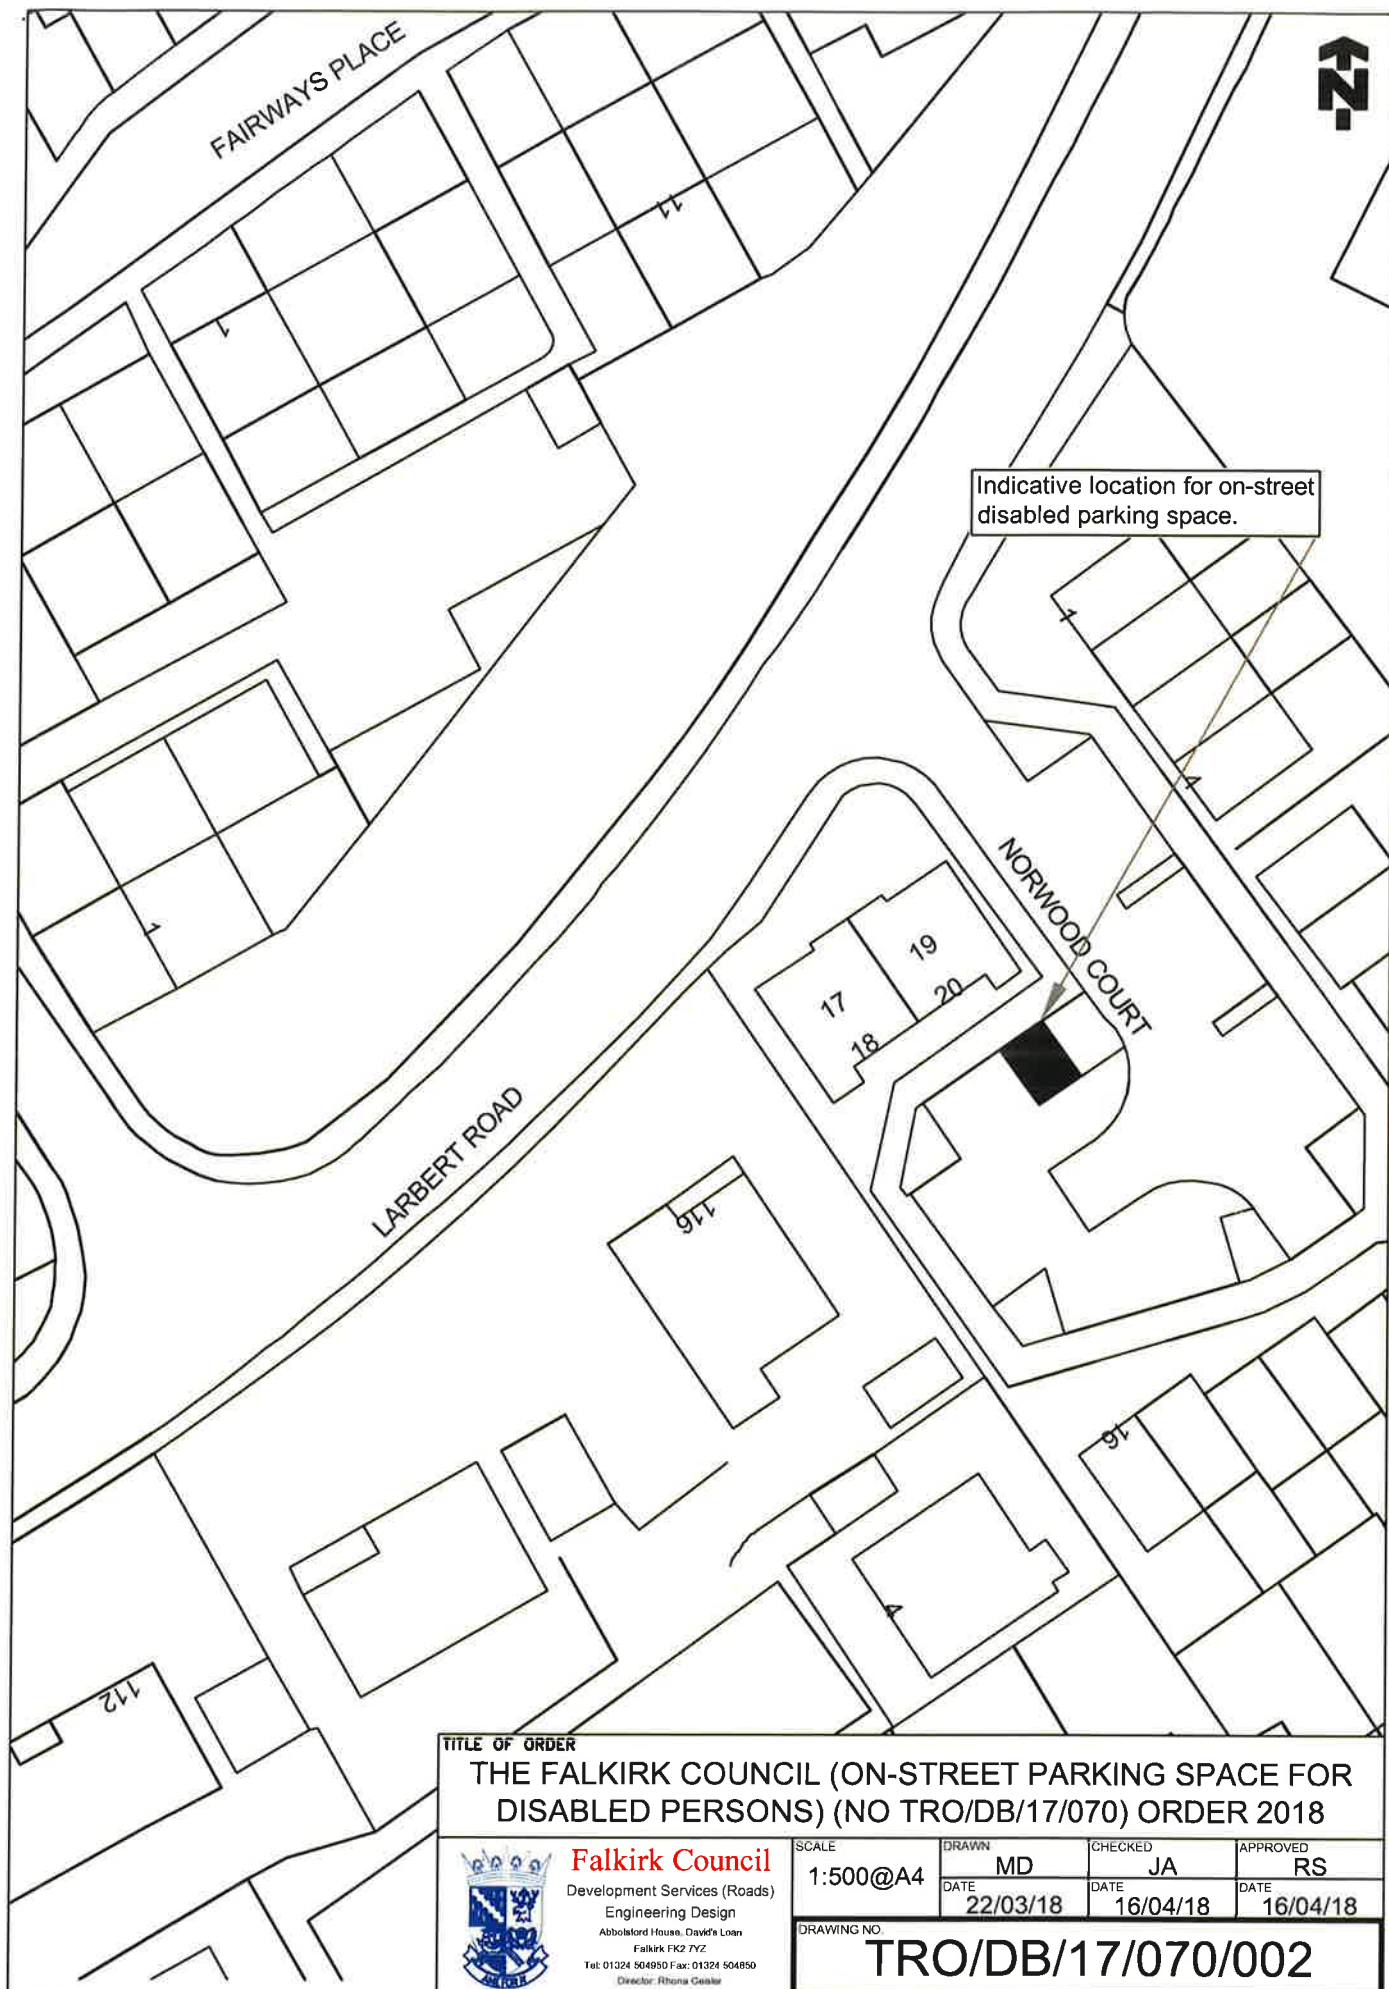 FAIRWAYS PLACE
N
11
1
Indicative location for on-street
disabled parking space.
1
4
1
NORWOOD COURT
19
20
17
18
LARBERT ROAD
116
16
4
112
TITLE OF ORDER
THE FALKIRK COUNCIL (ON-STREET PARKING SPACE FOR
DISABLED PERSONS) (NO TRO/DB/17/070) ORDER 2018
Falkirk Council
Development Services (Roads)
Engineering Design
Abbotsford House, David's Loan
Falkirk FK2 7YZ
Tel: 01324 504950 Fax: 01324 504850
Director: Rhona Geisler
SCALE
1:500@A4
DRAWN
MD
CHECKED
JA
APPROVED
RS
DATE
22/03/18
DATE
16/04/18
DATE
16/04/18
DRAWING NO.
TRO/DB/17/070/002